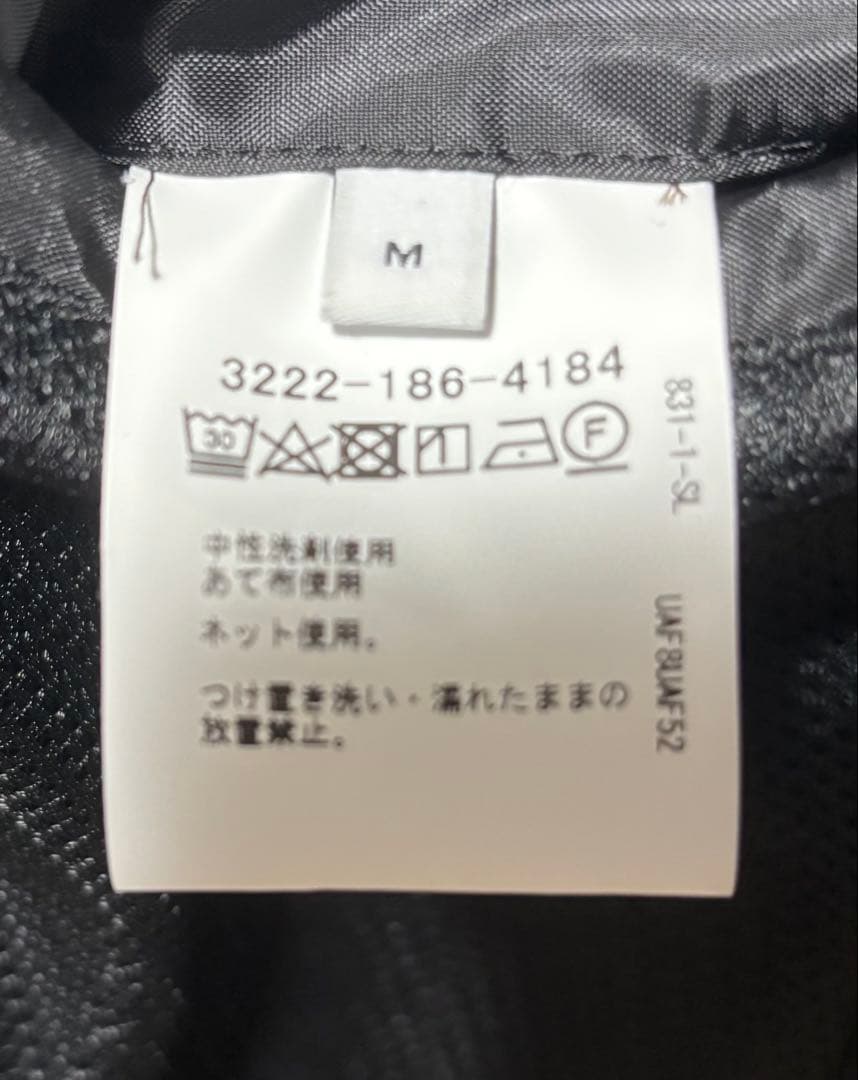 M
3222-186-4184
30
F
中性洗剤使用
あて布使用
ネット使用。
つけ置き洗い・濡れたままの
放置禁止。
831-1-SL
UAF8UAF52